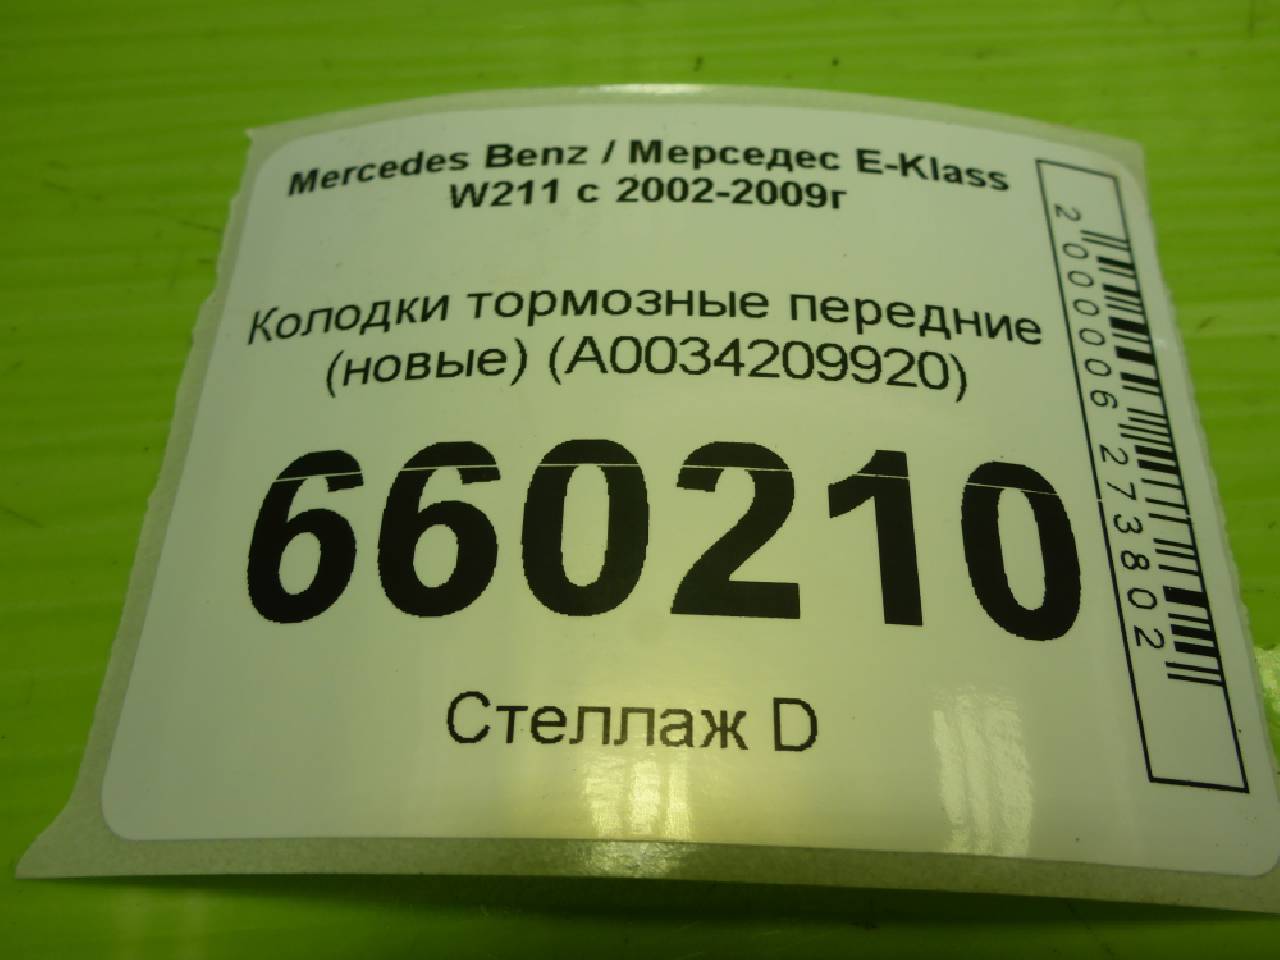 Mercedes Benz / Мерседес E-Klass
W211 с 2002-2009г
Колодки тормозные передние
(новые) (A0034209920)
660210
Стеллаж D
2000006273802